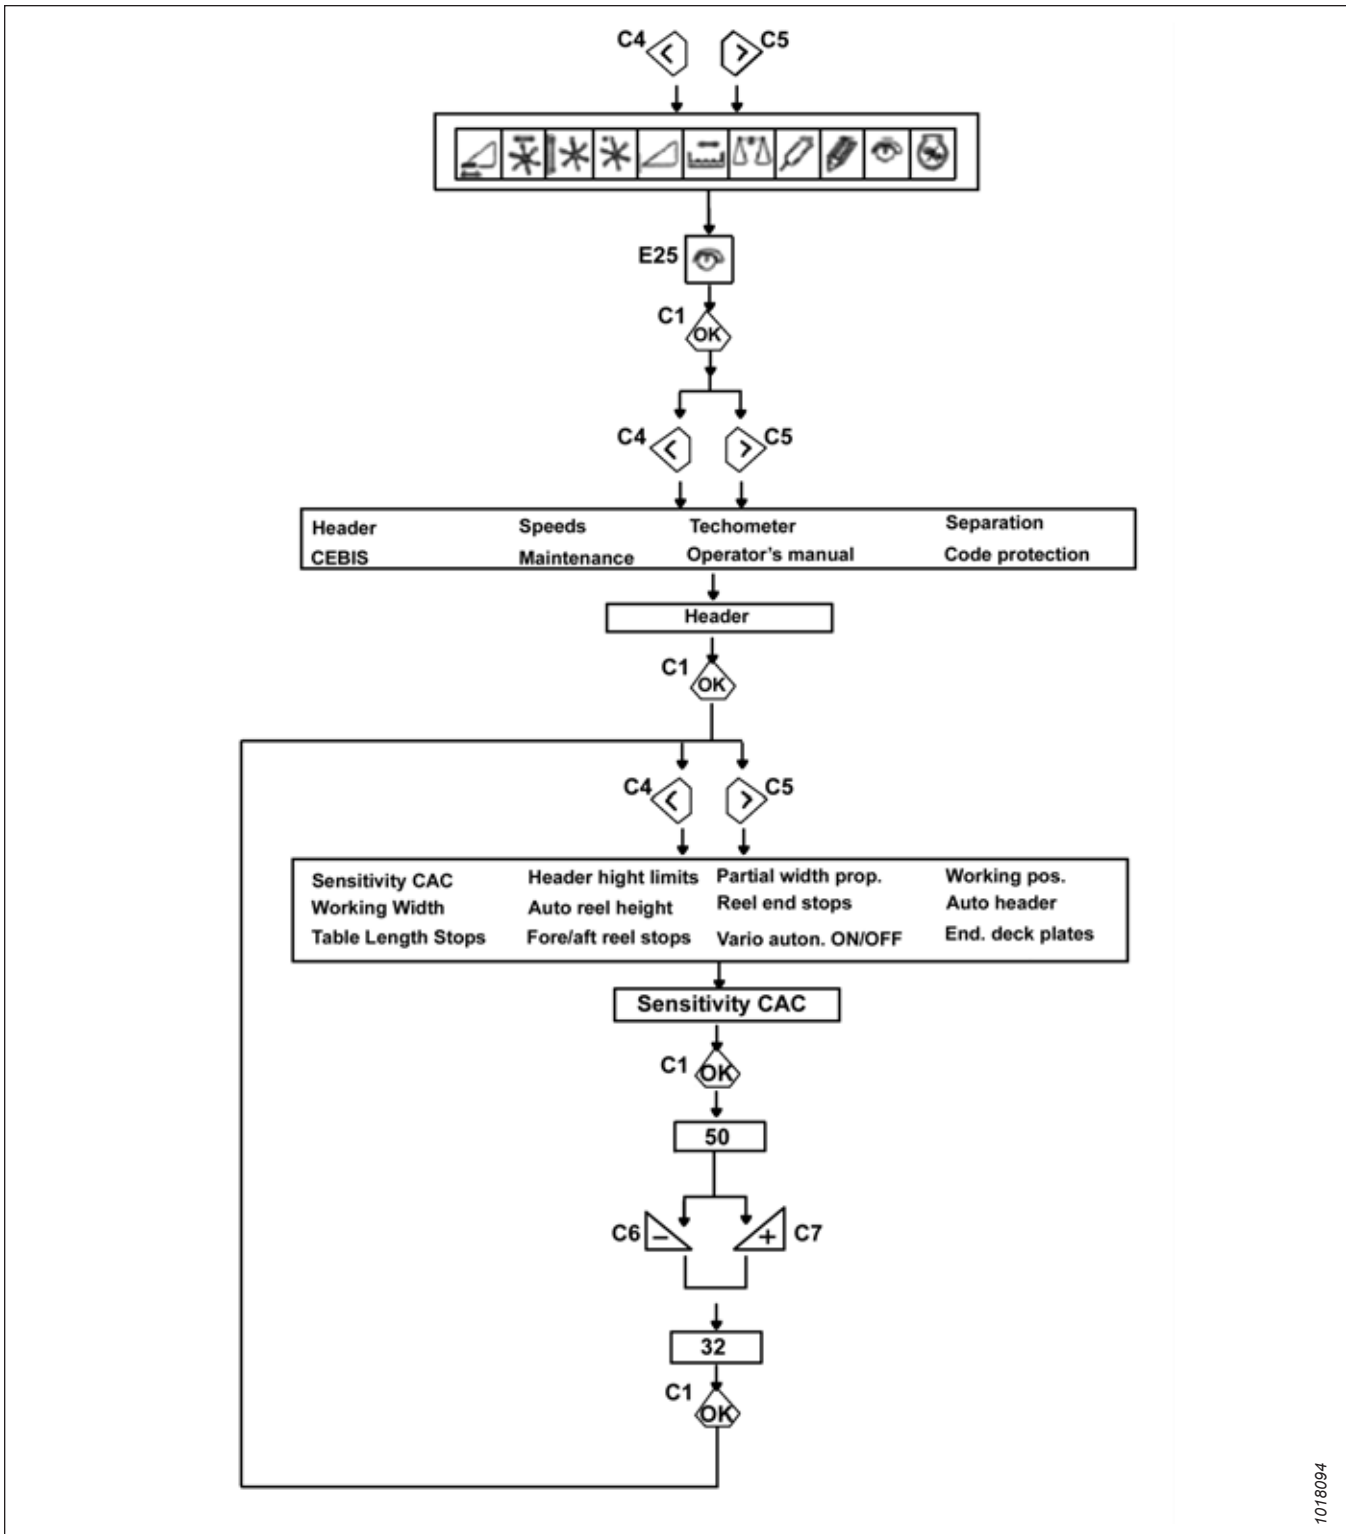 C4 < > C5
E25
C1
OK
C4 < > C5
Header Speeds Techometer Separation
CEBIS Maintenance Operator's manual Code protection
Header
C1
OK
C4 < > C5
Sensitivity CAC Header hight limits Partial width prop. Working pos.
Working Width Auto reel height Reel end stops Auto header
Table Length Stops Fore/aft reel stops Vario auton. ON/OFF End. deck plates
Sensitivity CAC
C1 OK
50
C6 − + C7
32
C1
OK
1018094